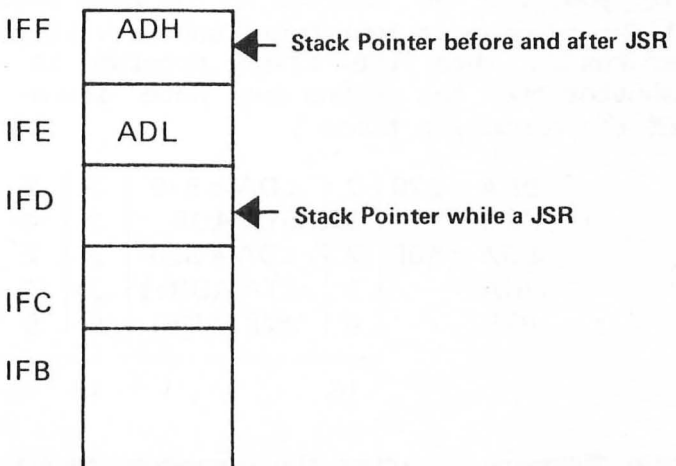 IFF ADH Stack Pointer before and after JSR
IFE ADL
IFD Stack Pointer while a JSR
IFC
IFB